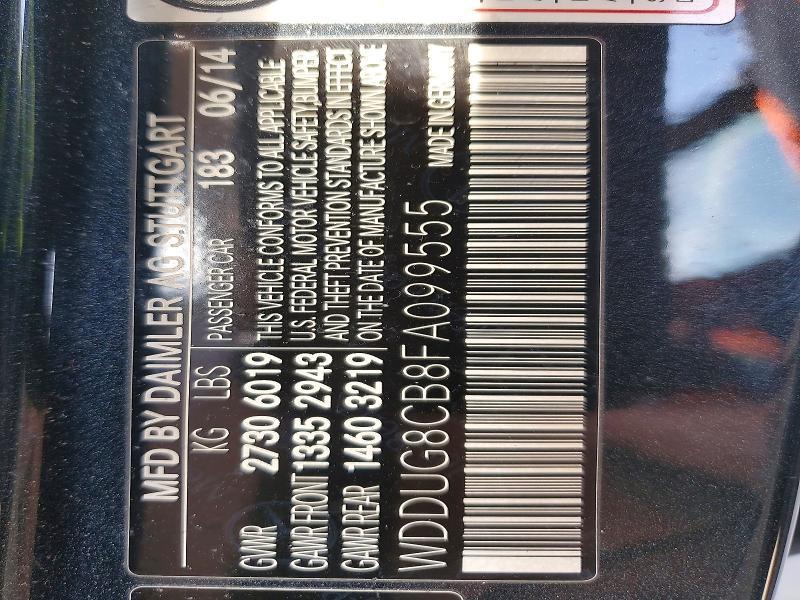 MFD BY DAIMLER AG STUTTGART
KG LBS
PASSENGER CAR 183 06/14
GVWR 2730 6019
GAWR FRONT 1335 2943
GAWR REAR 1460 3219
THIS VEHICLE CONFORMS TO ALL APPLICABLE
U.S. FEDERAL MOTOR VEHICLE SAFETY, BUMPER
AND THEFT PREVENTION STANDARDS IN EFFECT
ON THE DATE OF MANUFACTURE SHOWN ABOVE
WDDUG8CB8FA099555
MADE IN GERMANY